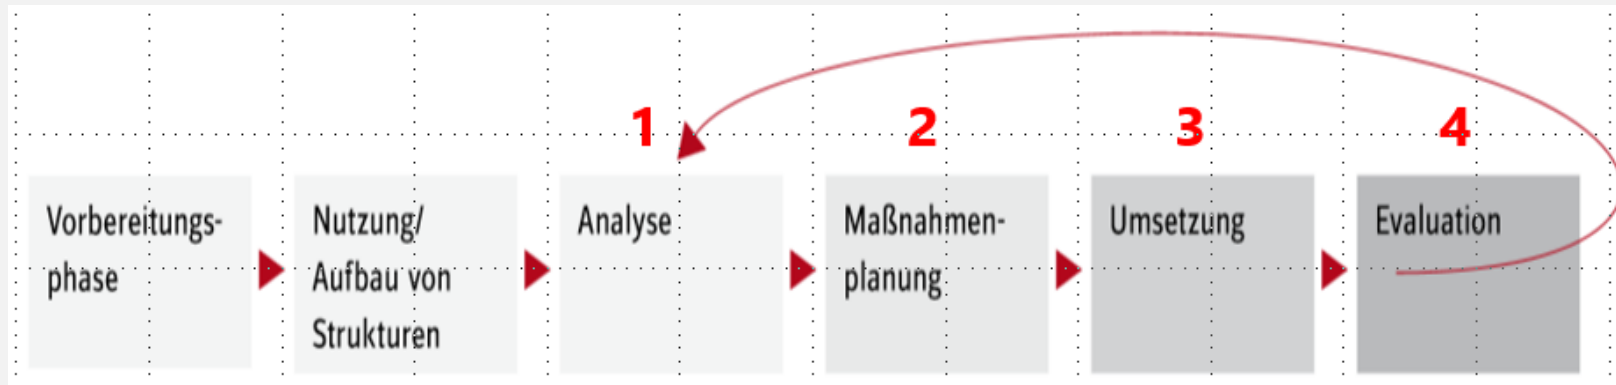 1
2
3
4
Vorbereitungs-
phase
Nutzung/
Aufbau von
Strukturen
Analyse
Maßnahmen-
planung
Umsetzung
Evaluation